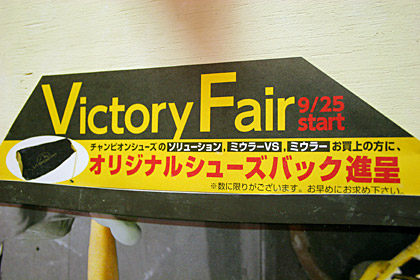 Victory Fair 9/25 start
チャンピオンシューズの ソリューション , ミウラーVS , ミウラー お買上の方に、
オリジナルシューズバック進呈
※数に限りがございます。お早めにお求め下さい。